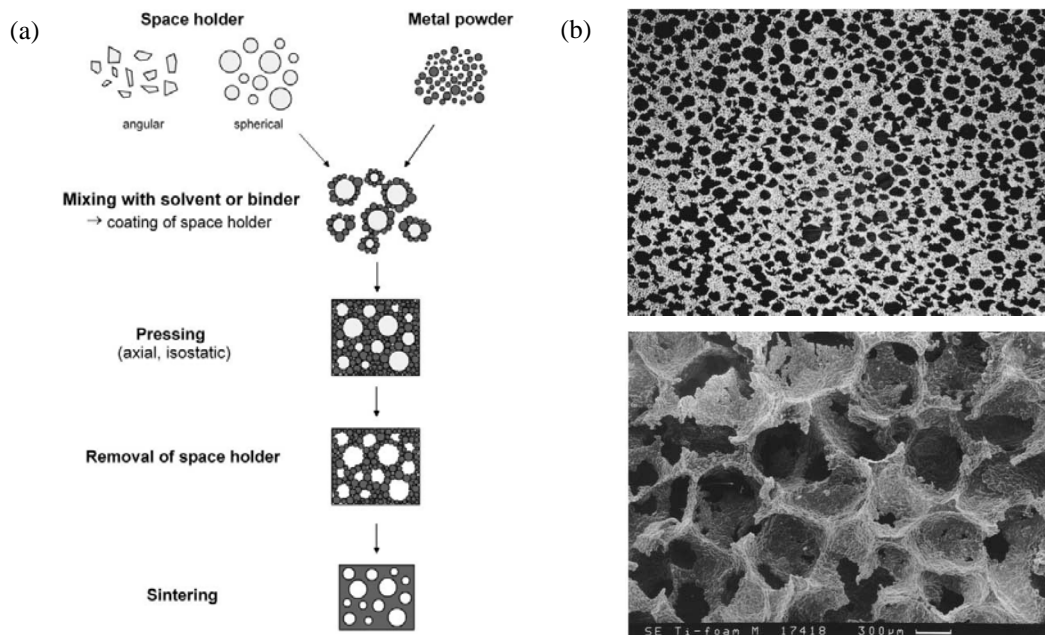 (a)
Space holder
Metal powder
angular
spherical
Mixing with solvent or binder
→ coating of space holder
Pressing
(axial, isostatic)
Removal of space holder
Sintering
(b)
SE Ti-foam M 17418 300µm